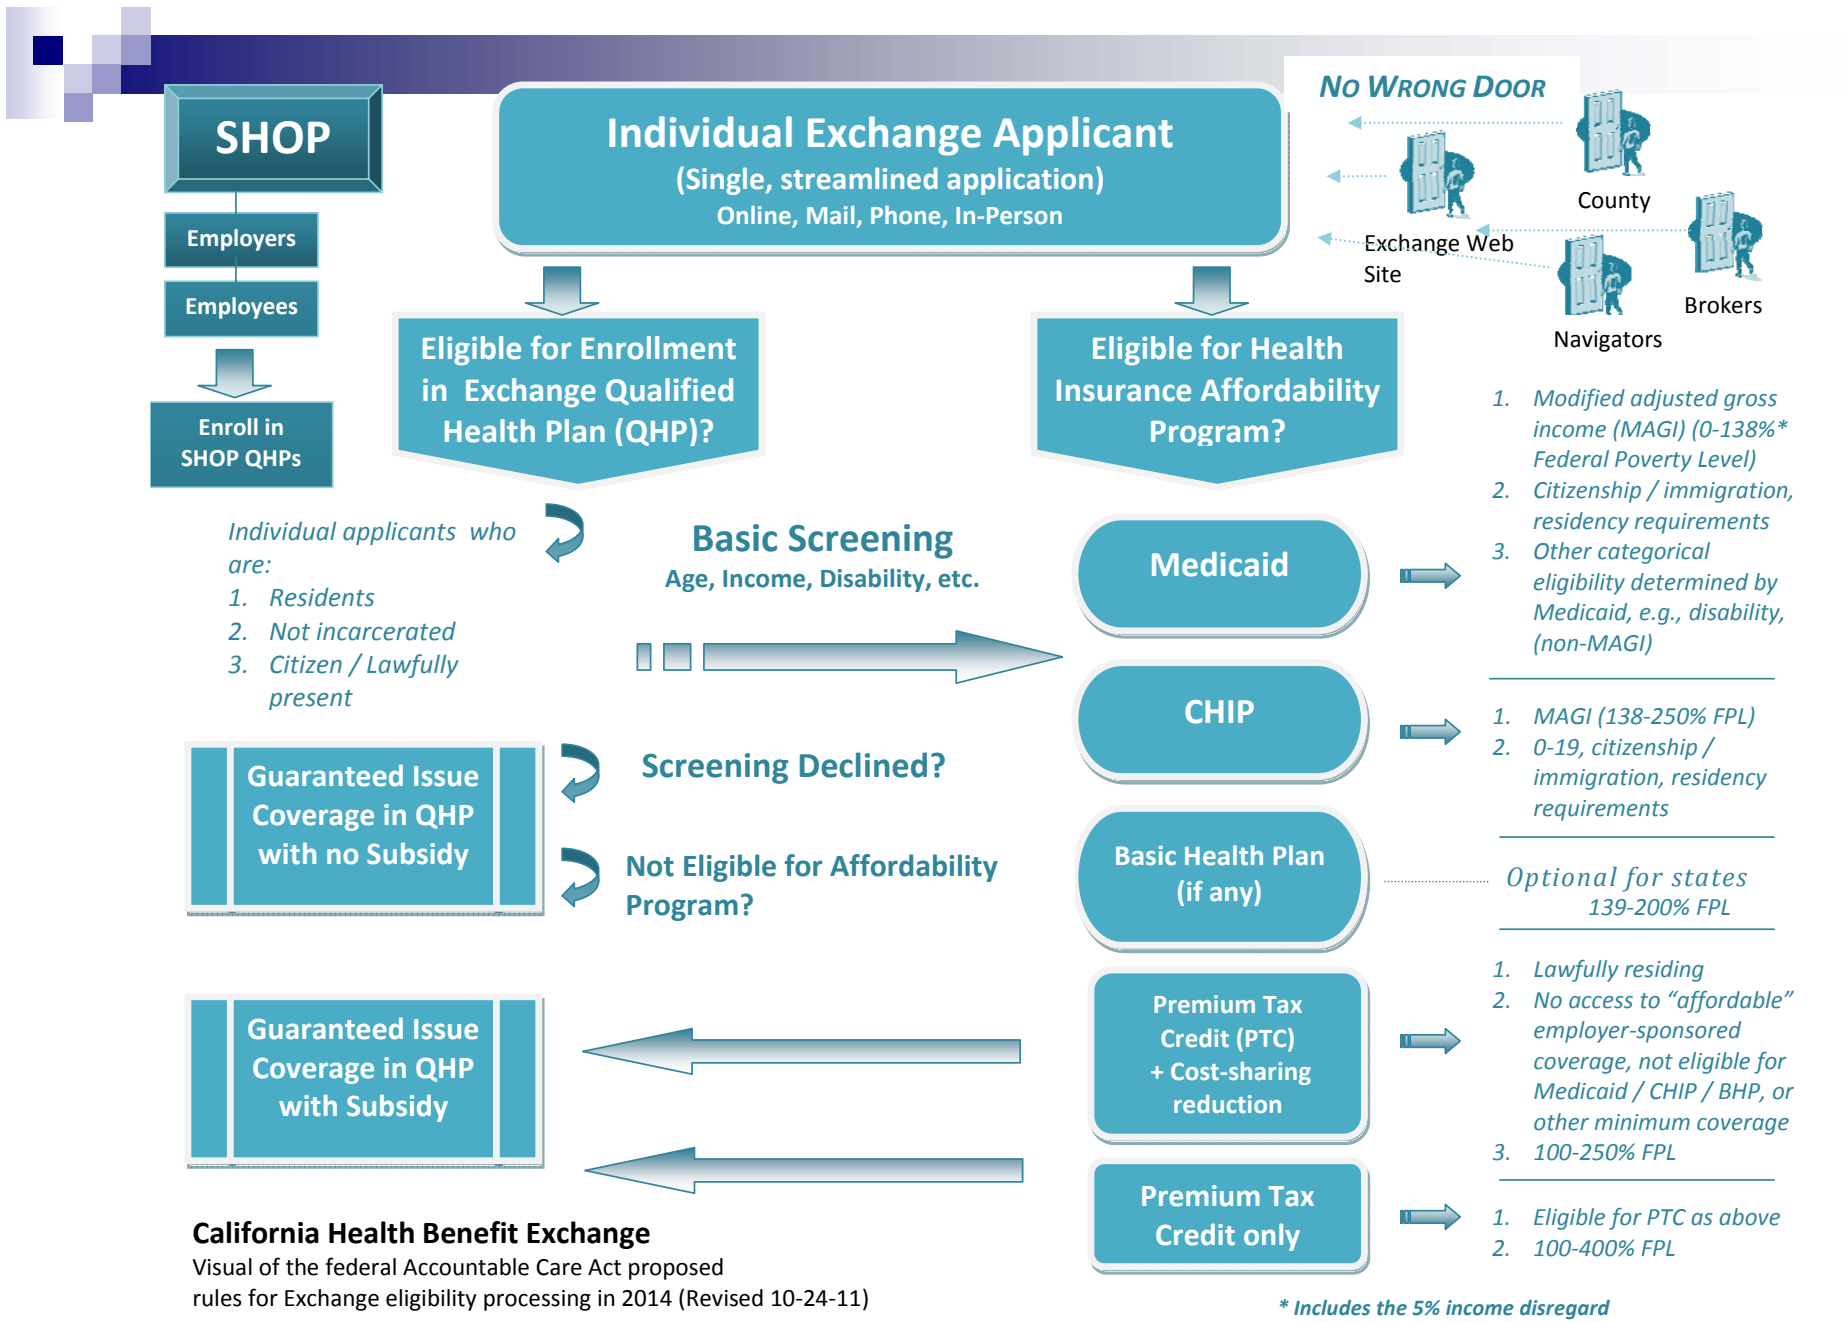 NO WRONG DOOR
SHOP
Employers
Employees
Enroll in
SHOP QHPs
Individual Exchange Applicant
(Single, streamlined application)
Online, Mail, Phone, In-Person
County
Exchange Web
Site
Brokers
Navigators
Eligible for Enrollment
in Exchange Qualified
Health Plan (QHP)?
Eligible for Health
Insurance Affordability
Program?
Individual applicants who
are:
1. Residents
2. Not incarcerated
3. Citizen / Lawfully
present
Basic Screening
Age, Income, Disability, etc.
Screening Declined?
Not Eligible for Affordability
Program?
Guaranteed Issue
Coverage in QHP
with no Subsidy
Guaranteed Issue
Coverage in QHP
with Subsidy
Medicaid
1. Modified adjusted gross
income (MAGI) (0-138%*
Federal Poverty Level)
2. Citizenship / immigration,
residency requirements
3. Other categorical
eligibility determined by
Medicaid, e.g., disability,
(non-MAGI)
CHIP
1. MAGI (138-250% FPL)
2. 0-19, citizenship /
immigration, residency
requirements
Basic Health Plan
(if any)
Optional for states
139-200% FPL
Premium Tax
Credit (PTC)
+ Cost-sharing
reduction
1. Lawfully residing
2. No access to “affordable”
employer-sponsored
coverage, not eligible for
Medicaid / CHIP / BHP, or
other minimum coverage
3. 100-250% FPL
Premium Tax
Credit only
1. Eligible for PTC as above
2. 100-400% FPL
California Health Benefit Exchange
Visual of the federal Accountable Care Act proposed
rules for Exchange eligibility processing in 2014 (Revised 10-24-11)
* Includes the 5% income disregard